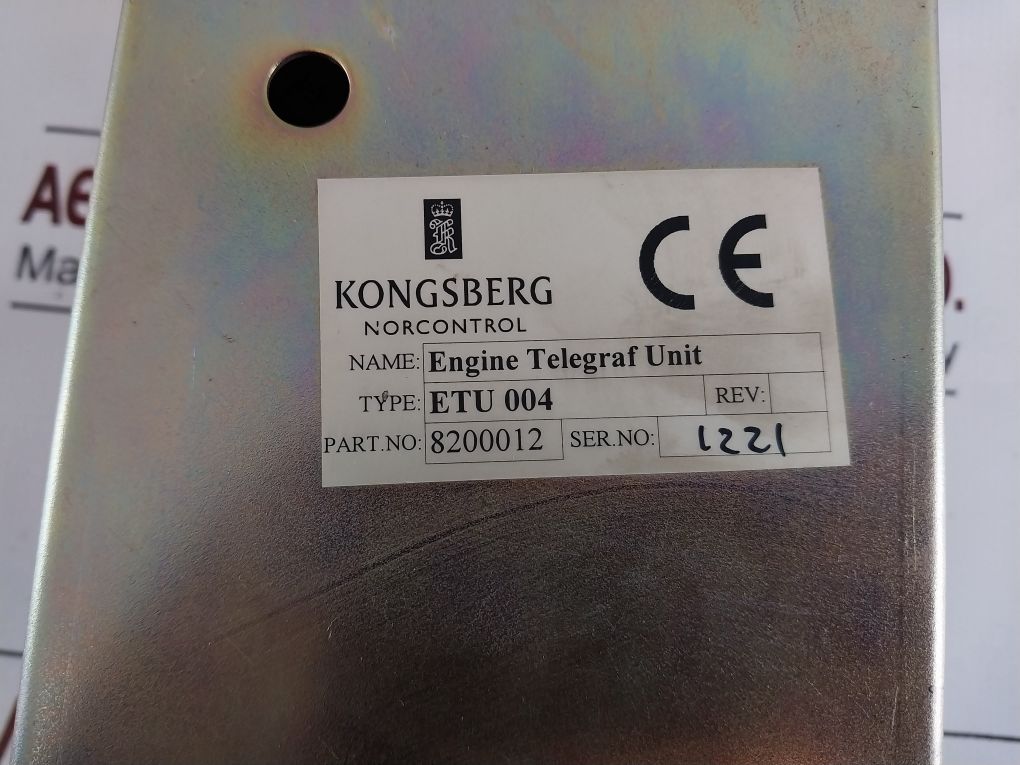 KONGSBERG
NORCONTROL
CE
NAME: Engine Telegraf Unit
TYPE: ETU 004 REV:
PART.NO: 8200012 SER.NO: 1221